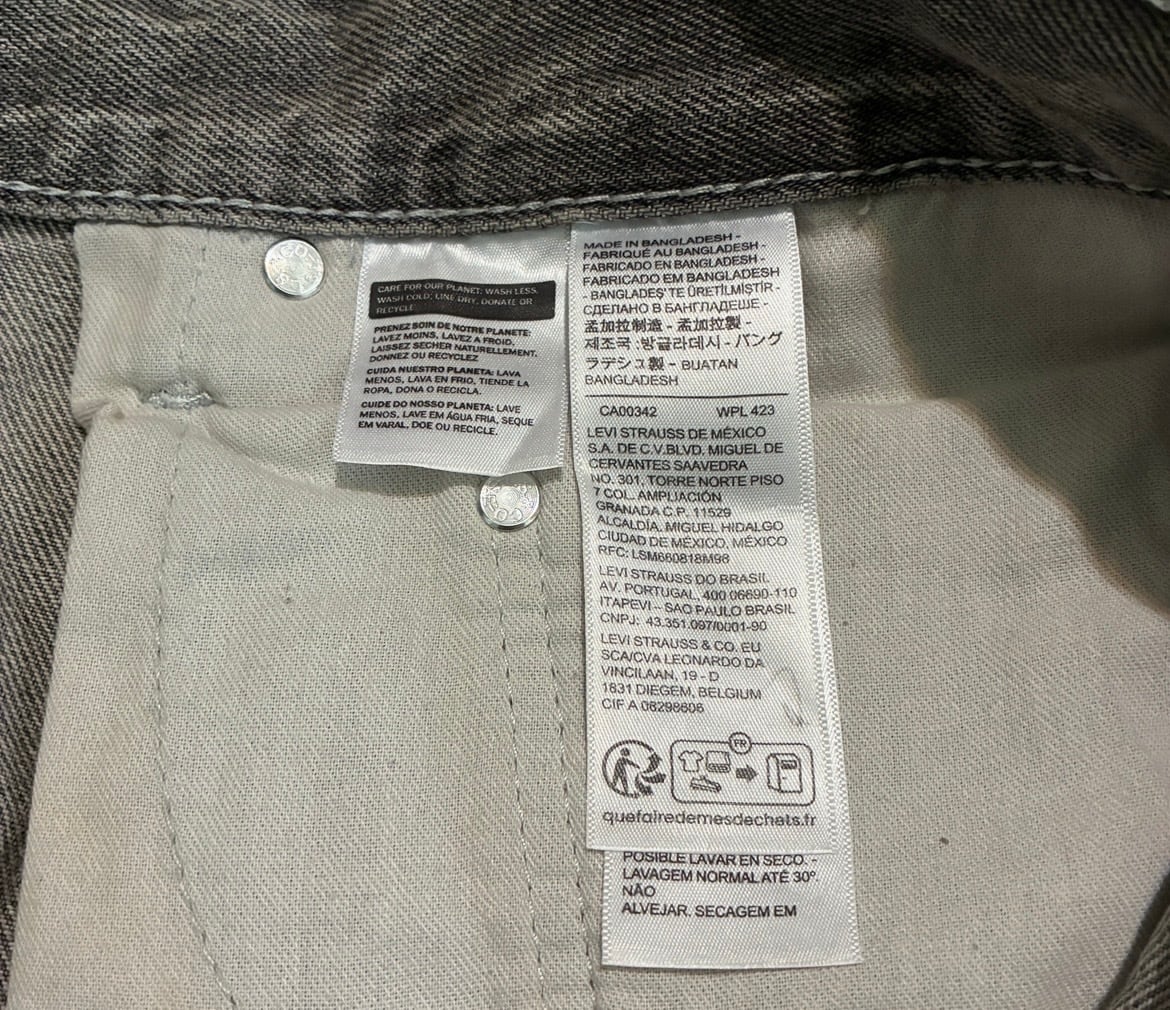 CARE FOR OUR PLANET: WASH LESS,
WASH COLD, LINE DRY, DONATE OR
RECYCLE
PRENEZ SOIN DE NOTRE PLANETE:
LAVEZ MOINS, LAVEZ A FROID,
LAISSEZ SECHER NATURELLEMENT,
DONNEZ OU RECYCLEZ
CUIDA NUESTRO PLANETA: LAVA
MENOS, LAVA EN FRIO, TIENDE LA
ROPA, DONA O RECICLA.
CUIDE DO NOSSO PLANETA: LAVE
MENOS, LAVE EM ÁGUA FRIA, SEQUE
EM VARAL, DOE OU RECICLE.
MADE IN BANGLADESH -
FABRIQUÉ AU BANGLADESH -
FABRICADO EN BANGLADESH -
FABRICADO EM BANGLADESH
- BANGLADEŞ'TE ÜRETİLMİŞTİR -
СДЕЛАНО В БАНГЛАДЕШЕ -
孟加拉制造 - 孟加拉製 -
제조국 :방글라데시 - バング
ラデシュ製 - BUATAN
BANGLADESH
CA00342 WPL 423
LEVI STRAUSS DE MÉXICO
S.A. DE C.V.BLVD. MIGUEL DE
CERVANTES SAAVEDRA
NO. 301, TORRE NORTE PISO
7 COL. AMPLIACIÓN
GRANADA C.P. 11529
ALCALDÍA. MIGUEL HIDALGO
CIUDAD DE MÉXICO, MÉXICO
RFC: LSM660818M98
LEVI STRAUSS DO BRASIL
AV. PORTUGAL, 400 06690-110
ITAPEVI – SAO PAULO BRASIL
CNPJ: 43.351.097/0001-90
LEVI STRAUSS & CO. EU
SCA/CVA LEONARDO DA
VINCILAAN, 19 - D
1831 DIEGEM, BELGIUM
CIF A 08298606
FR
quefairedemesdechets.fr
POSIBLE LAVAR EN SECO. -
LAVAGEM NORMAL ATÉ 30°.
NÃO
ALVEJAR. SECAGEM EM